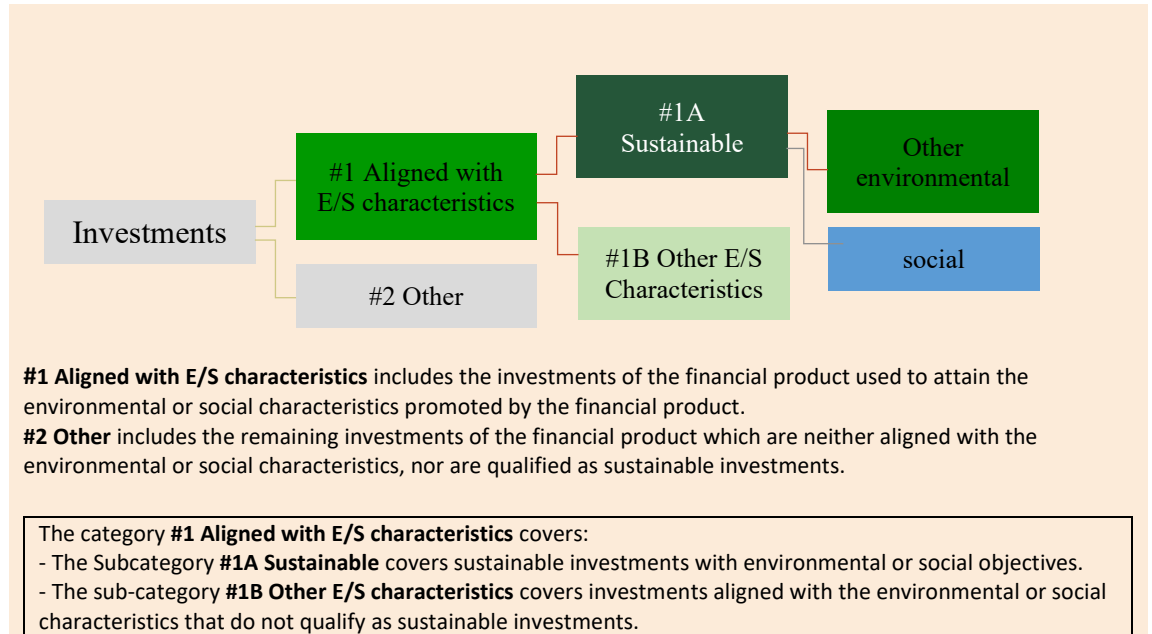 #1A
Sustainable
Other
environmental
#1 Aligned with
E/S characteristics
Investments
#1B Other E/S
Characteristics
social
#2 Other
#1 Aligned with E/S characteristics includes the investments of the financial product used to attain the
environmental or social characteristics promoted by the financial product.
#2 Other includes the remaining investments of the financial product which are neither aligned with the
environmental or social characteristics, nor are qualified as sustainable investments.
The category #1 Aligned with E/S characteristics covers:
- The Subcategory #1A Sustainable covers sustainable investments with environmental or social objectives.
- The sub-category #1B Other E/S characteristics covers investments aligned with the environmental or social
characteristics that do not qualify as sustainable investments.